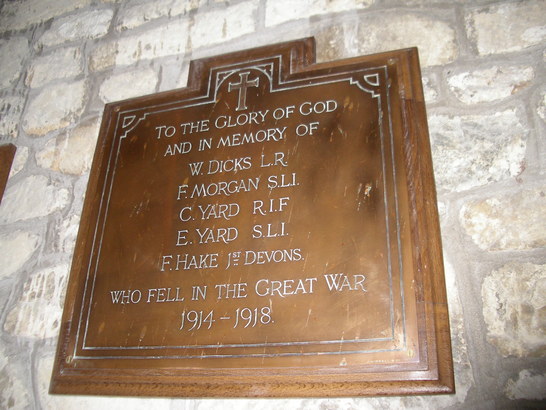 TO THE GLORY OF GOD
AND IN MEMORY OF
W. DICKS L.R.
F. MORGAN S.L.I.
C. YARD R.I.F
E. YARD S.L.I.
F. HAKE 1ST DEVONS.
WHO FELL IN THE GREAT WAR
1914 - 1918.